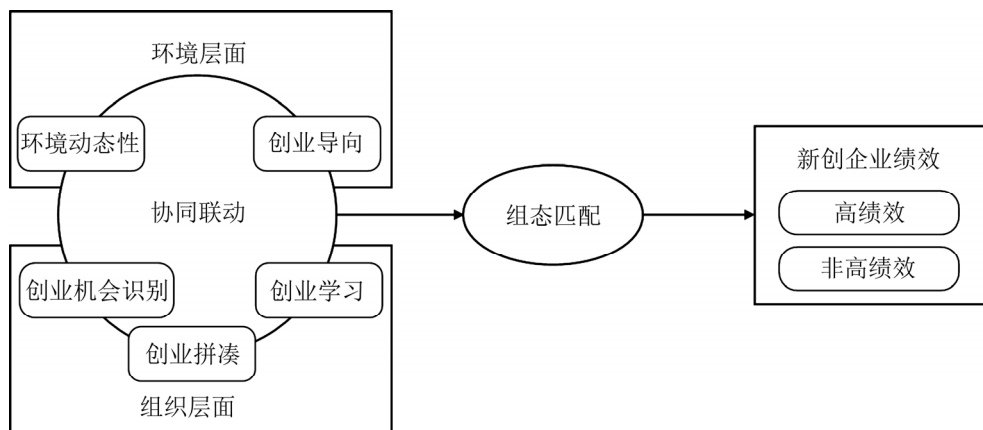 环境层面
环境动态性
创业导向
协同联动
创业机会识别
创业学习
创业拼凑
组织层面
组态匹配
新创企业绩效
高绩效
非高绩效